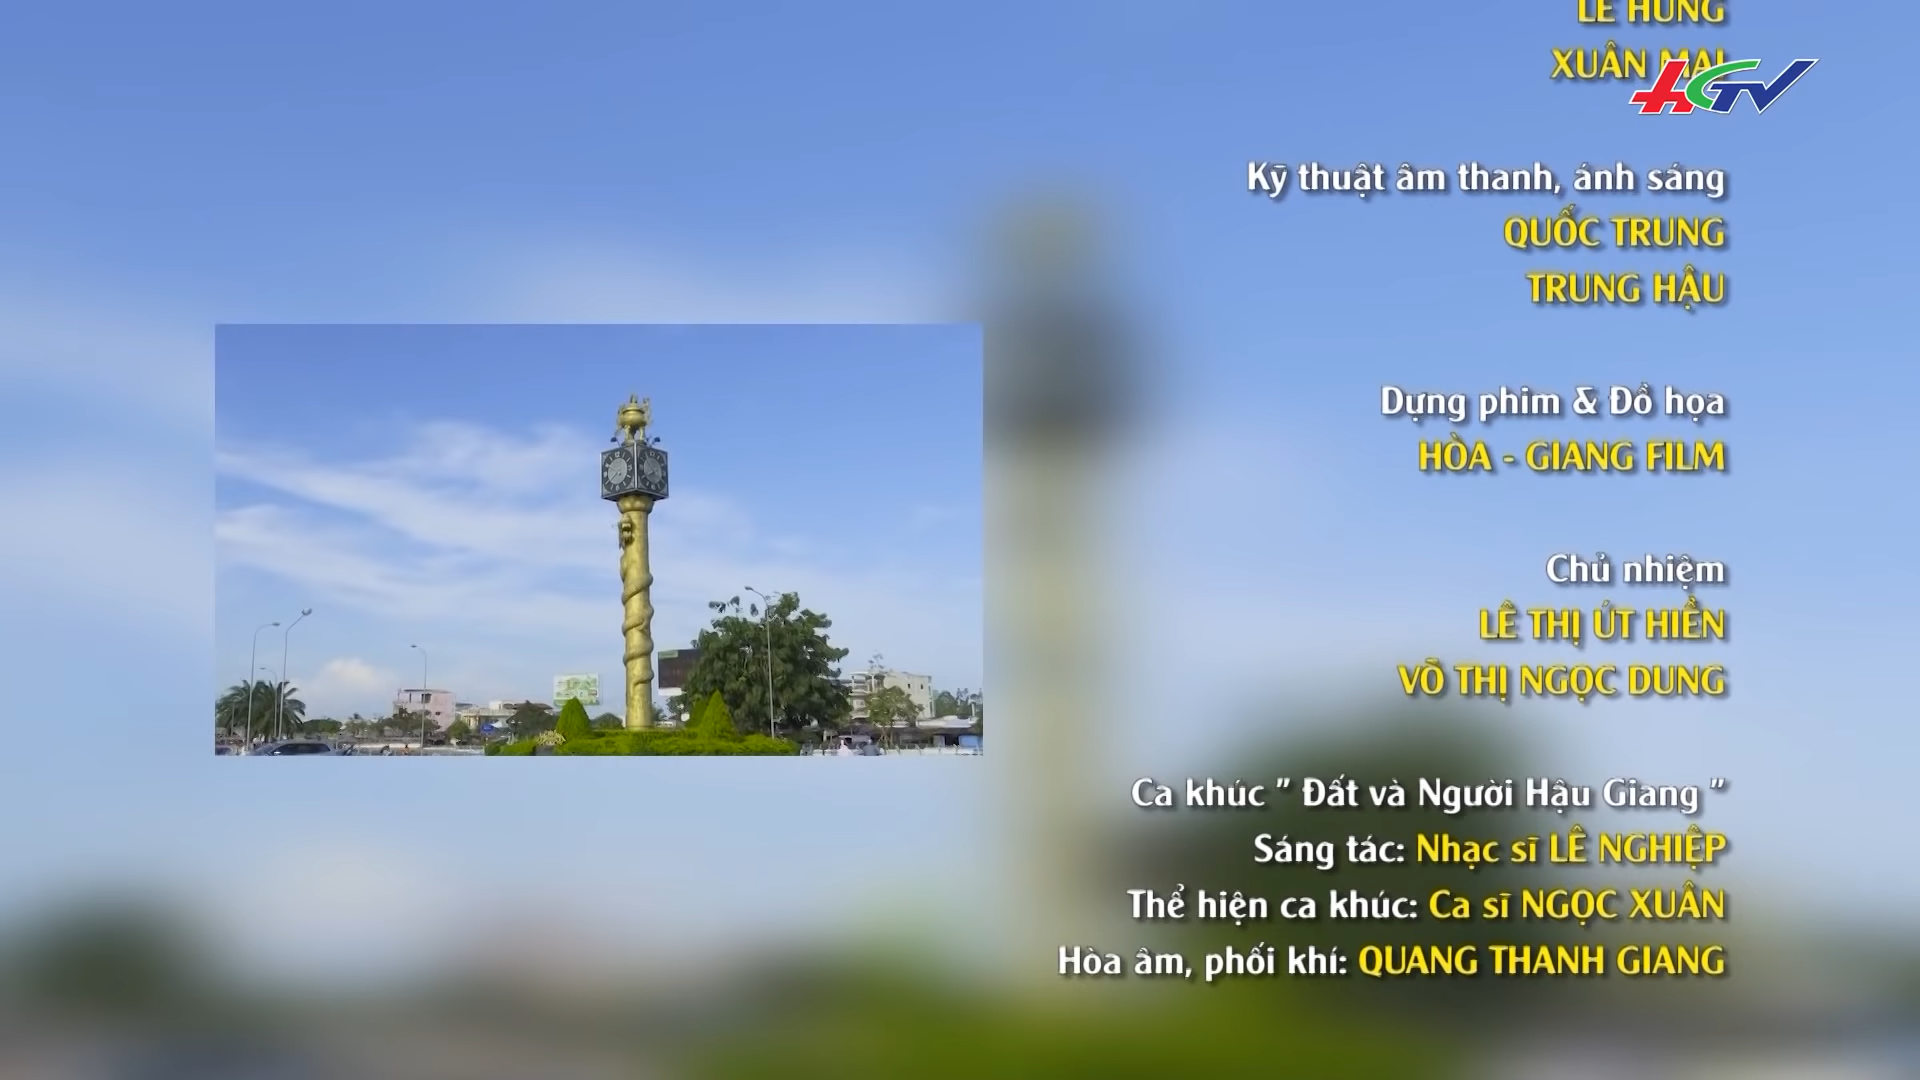 LÊ HÙNG
XUÂN MAI
HGTV
Kỹ thuật âm thanh, ánh sáng
QUỐC TRUNG
TRUNG HẬU
Dựng phim & Đồ họa
HÒA - GIANG FILM
Chủ nhiệm
LÊ THỊ ÚT HIỀN
VÕ THỊ NGỌC DUNG
Ca khúc " Đất và Người Hậu Giang "
Sáng tác: Nhạc sĩ LÊ NGHIỆP
Thể hiện ca khúc: Ca sĩ NGỌC XUÂN
Hòa âm, phối khí: QUANG THANH GIANG